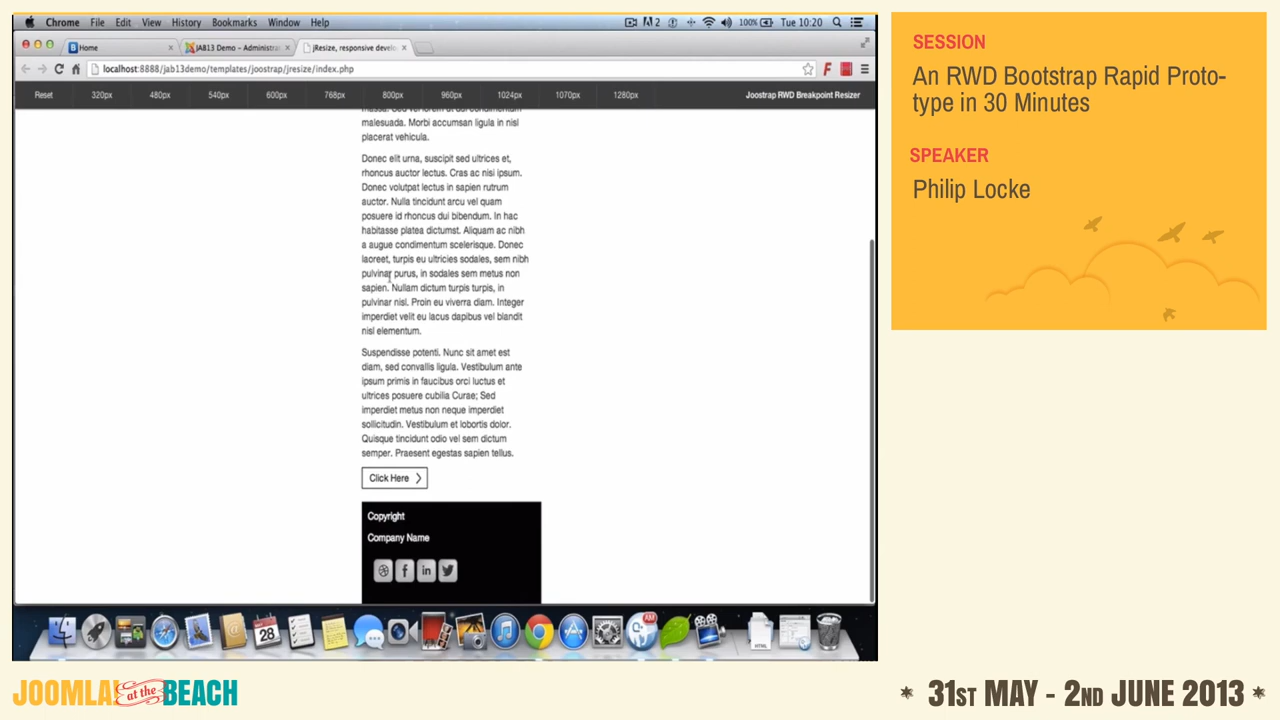 Chrome File Edit View History Bookmarks Window Help 2 100% Tue 10:20
Home JAB13 Demo - Administra jResize, responsive develo
localhost:8888/jab13demo/templates/joostrap/jresize/index.php
Reset 320px 480px 540px 600px 768px 800px 960px 1024px 1070px 1280px Joostrap RWD Breakpoint Resizer
malesuada. Morbi accumsan ligula in nisl
placerat vehicula.
Donec elit urna, suscipit sed ultrices et,
rhoncus auctor lectus. Cras ac nisi ipsum.
Donec volutpat lectus in sapien rutrum
auctor. Nulla tincidunt arcu vel quam
posuere id rhoncus dui bibendum. In hac
habitasse platea dictumst. Aliquam ac nibh
a augue condimentum scelerisque. Donec
laoreet, turpis eu ultricies sodales, sem nibh
pulvinar purus, in sodales sem metus non
sapien. Nullam dictum turpis turpis, in
pulvinar nisl. Proin eu viverra diam. Integer
imperdiet velit eu lacus dapibus vel blandit
nisl elementum.
Suspendisse potenti. Nunc sit amet est
diam, sed convallis ligula. Vestibulum ante
ipsum primis in faucibus orci luctus et
ultrices posuere cubilia Curae; Sed
imperdiet metus non neque imperdiet
sollicitudin. Vestibulum et lobortis dolor.
Quisque tincidunt odio vel sem dictum
semper. Praesent egestas sapien tellus.
Click Here
Copyright
Company Name
SESSION
An RWD Bootstrap Rapid Proto-
type in 30 Minutes
SPEAKER
Philip Locke
JOOMLA! at the BEACH
* 31ST MAY - 2ND JUNE 2013 *